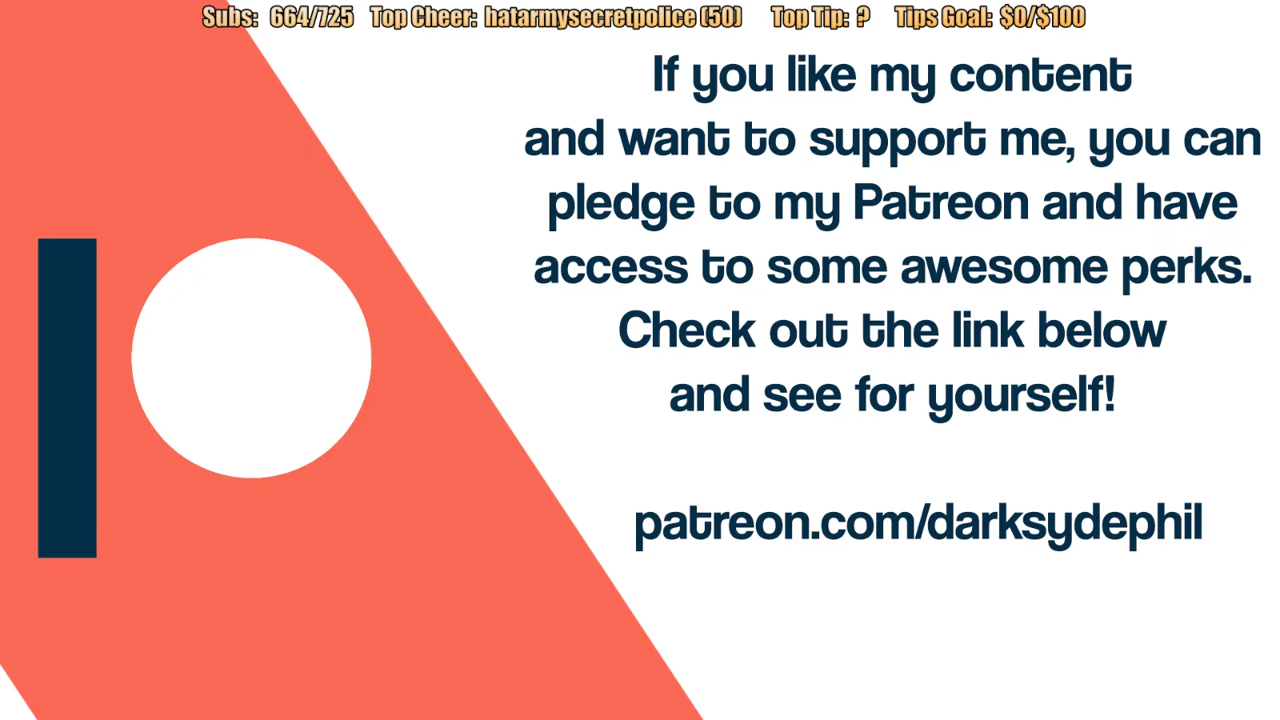 Subs: 664/725 Top Cheer: hatarmysecretpolice (50) Top Tip: ? Tips Goal: $0/$100
If you like my content
and want to support me, you can
pledge to my Patreon and have
access to some awesome perks.
Check out the link below
and see for yourself!
patreon.com/darksydephil